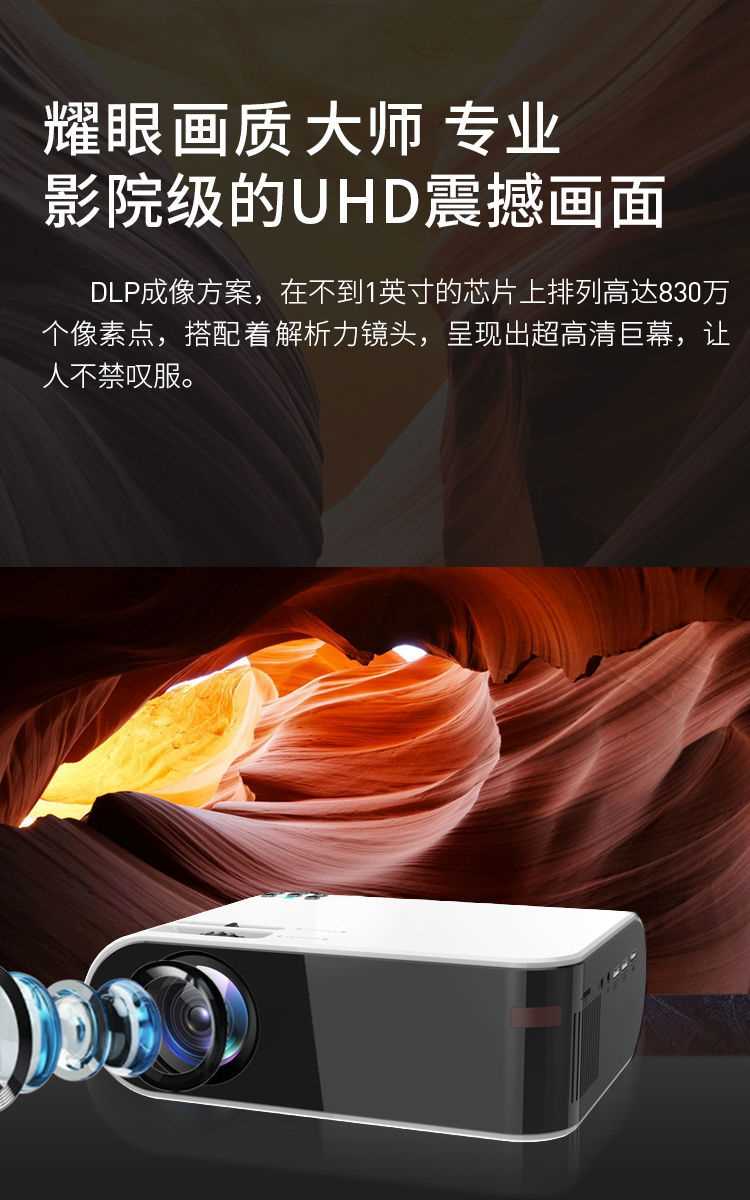 耀眼画质大师 专业
影院级的UHD震撼画面
DLP成像方案，在不到1英寸的芯片上排列高达830万
个像素点，搭配着解析力镜头，呈现出超高清巨幕，让
人不禁叹服。